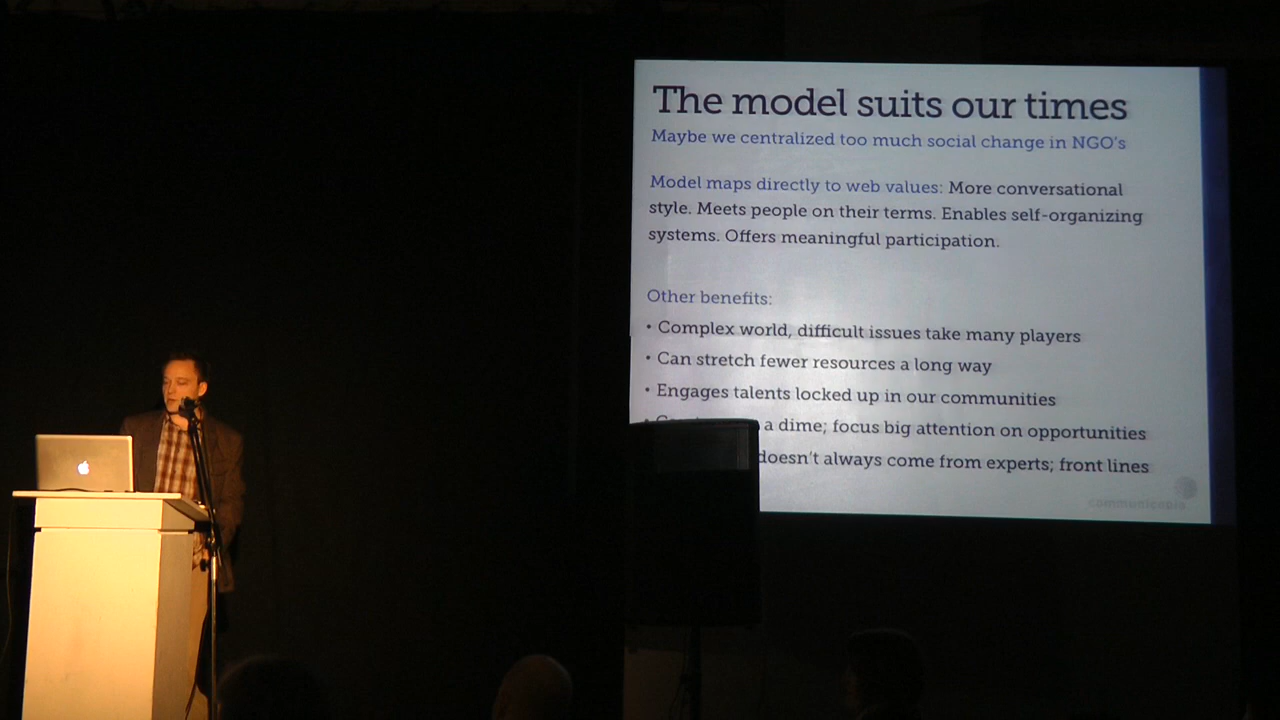 The model suits our times
Maybe we centralized too much social change in NGO's
Model maps directly to web values: More conversational
style. Meets people on their terms. Enables self-organizing
systems. Offers meaningful participation.
Other benefits:
• Complex world, difficult issues take many players
• Can stretch fewer resources a long way
• Engages talents locked up in our communities
a dime; focus big attention on opportunities
doesn't always come from experts; front lines
communicopia